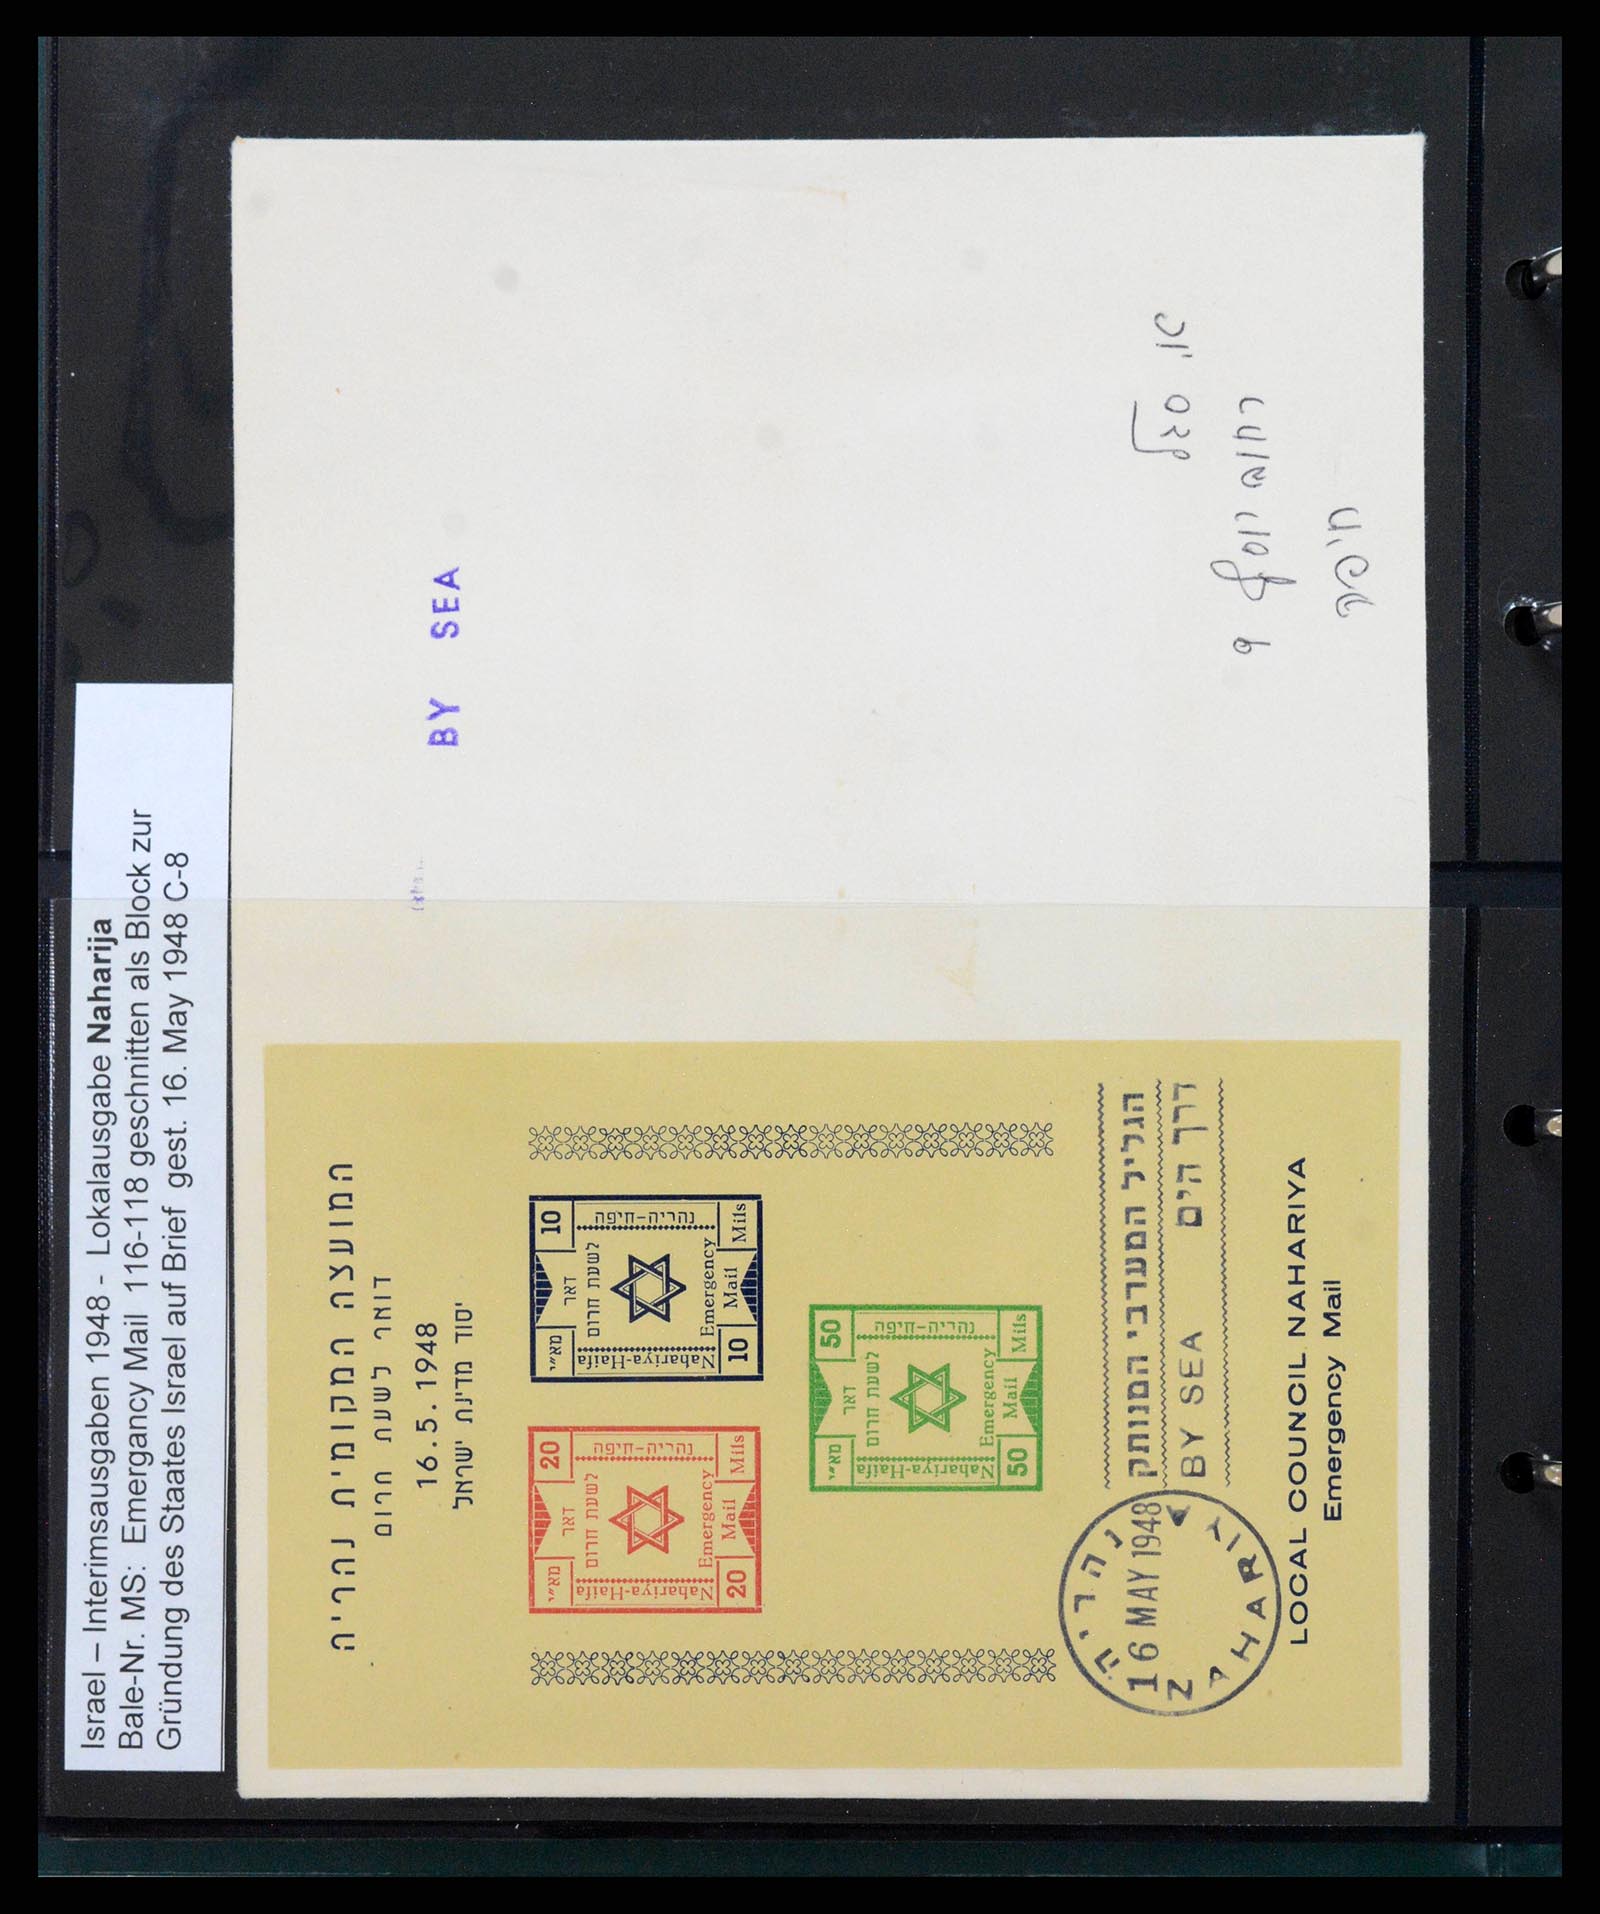 Israel – Interimsausgaben 1948 - Lokalausgabe Naharija
Bale-Nr. MS: Emergancy Mail 116-118 geschnitten als Block zur
Gründung des Staates Israel auf Brief gest. 16. May 1948 C-8
BY SEA
חיפה
המועצה המקומית נהריה
דואר לשעת חרום
16.5.1948
יסוד מדינת ישראל
מא״י דאר 20
נהריה-חיפה
לשעת חרום
Nahariya-Haifa
Emergency
20 Mail Mils
מא״י דאר 10
נהריה-חיפה
לשעת חרום
Nahariya-Haifa
Emergency
10 Mail Mils
מא״י דאר 50
נהריה-חיפה
לשעת חרום
Nahariya-Haifa
Emergency
50 Mail Mils
נהריה
16 MAY 1948
NAHARIYA
הגליל המערבי המנותק
BY SEA דרך הים
LOCAL COUNCIL NAHARIYA
Emergency Mail